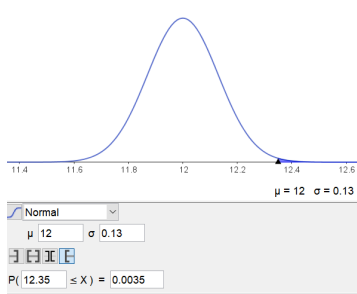 11.4 11.6 11.8 12 12.2 12.4 12.6
μ = 12 σ = 0.13
Normal
μ 12 σ 0.13
P( 12.35 ≤ X ) = 0.0035